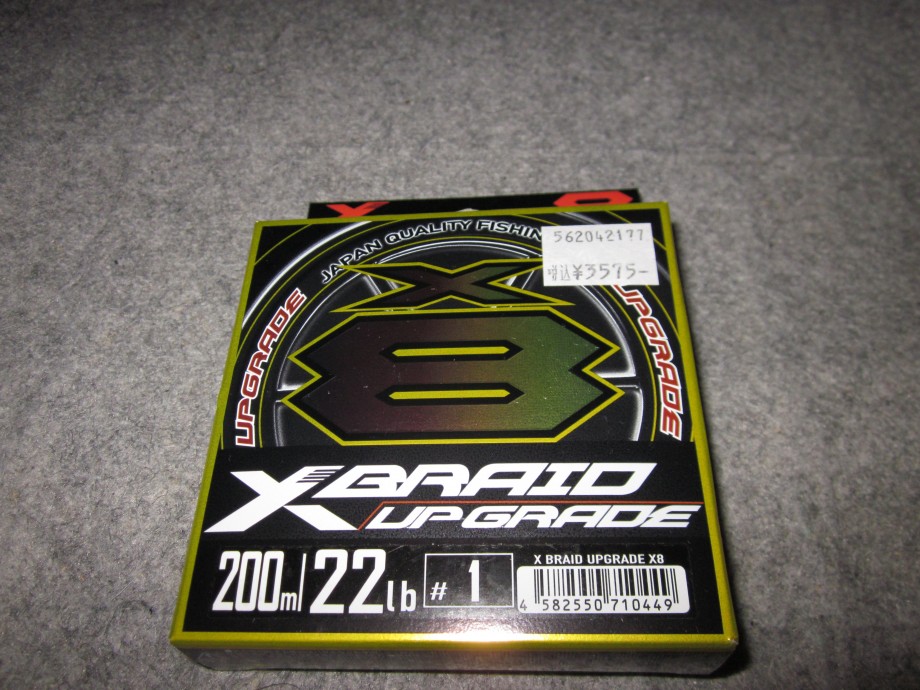 X 8
JAPAN QUALITY FISHIN
562042177
税込¥3575-
UPGRADE
UPGRADE
X
8
X BRAID
UPGRADE
200m 22lb # 1
X BRAID UPGRADE X8
4 582550 710449